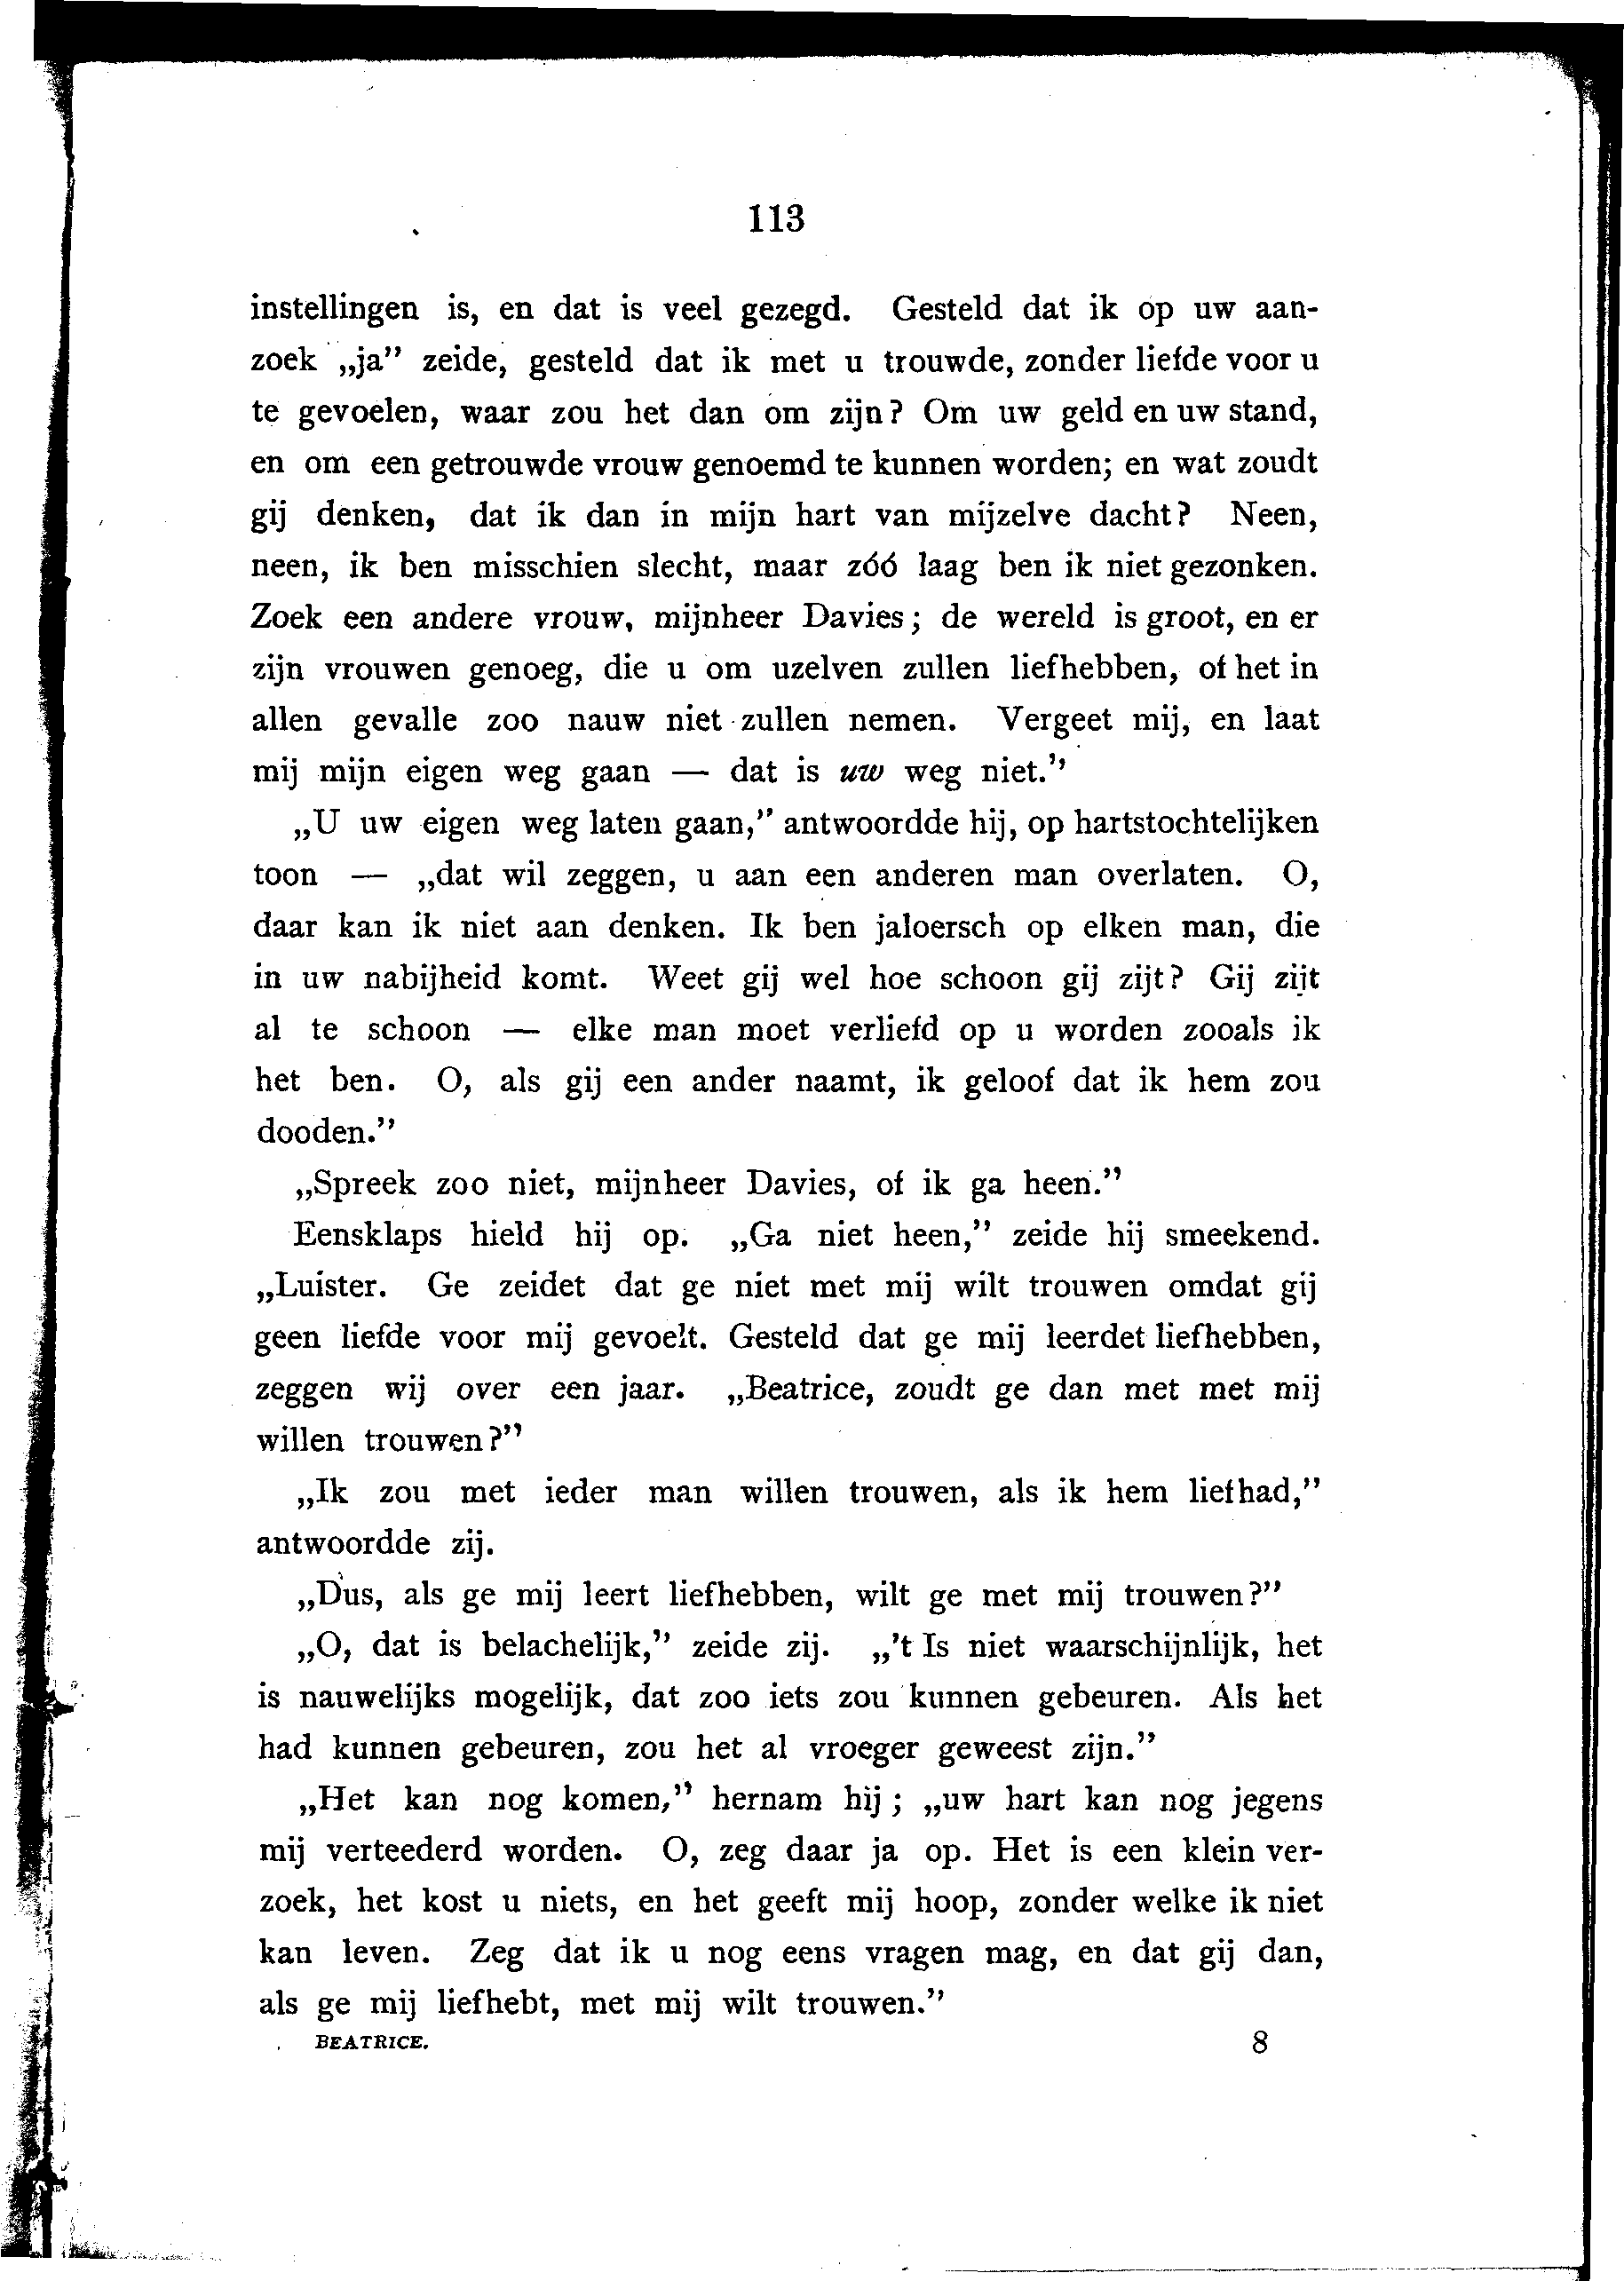 113
instellingen is, en dat is veel gezegd. Gesteld dat ik op uw aan-
zoek „ja” zeide, gesteld dat ik met u trouwde, zonder liefde voor u
te gevoelen, waar zou het dan om zijn? Om uw geld en uw stand,
en om een getrouwde vrouw genoemd te kunnen worden; en wat zoudt
gij denken, dat ik dan in mijn hart van mijzelve dacht? Neen,
neen, ik ben misschien slecht, maar zóó laag ben ik niet gezonken.
Zoek een andere vrouw, mijnheer Davies; de wereld is groot, en er
zijn vrouwen genoeg, die u om uzelven zullen liefhebben, of het in
allen gevalle zoo nauw niet zullen nemen. Vergeet mij, en laat
mij mijn eigen weg gaan — dat is uw weg niet.”
„U uw eigen weg laten gaan,” antwoordde hij, op hartstochtelijken
toon — „dat wil zeggen, u aan een anderen man overlaten. O,
daar kan ik niet aan denken. Ik ben jaloersch op elken man, die
in uw nabijheid komt. Weet gij wel hoe schoon gij zijt? Gij zijt
al te schoon — elke man moet verliefd op u worden zooals ik
het ben. O, als gij een ander naamt, ik geloof dat ik hem zou
dooden.”
„Spreek zoo niet, mijnheer Davies, of ik ga heen.”
Eensklaps hield hij op. „Ga niet heen,” zeide hij smeekend.
„Luister. Ge zeidet dat ge niet met mij wilt trouwen omdat gij
geen liefde voor mij gevoelt. Gesteld dat ge mij leerdet liefhebben,
zeggen wij over een jaar. „Beatrice, zoudt ge dan met met mij
willen trouwen?”
„Ik zou met ieder man willen trouwen, als ik hem liefhad,”
antwoordde zij.
„Dus, als ge mij leert liefhebben, wilt ge met mij trouwen?”
„O, dat is belachelijk,” zeide zij. „'t Is niet waarschijnlijk, het
is nauwelijks mogelijk, dat zoo iets zou kunnen gebeuren. Als het
had kunnen gebeuren, zou het al vroeger geweest zijn.”
„Het kan nog komen,” hernam hij; „uw hart kan nog jegens
mij verteederd worden. O, zeg daar ja op. Het is een klein ver-
zoek, het kost u niets, en het geeft mij hoop, zonder welke ik niet
kan leven. Zeg dat ik u nog eens vragen mag, en dat gij dan,
als ge mij liefhebt, met mij wilt trouwen.”
BEATRICE. 8